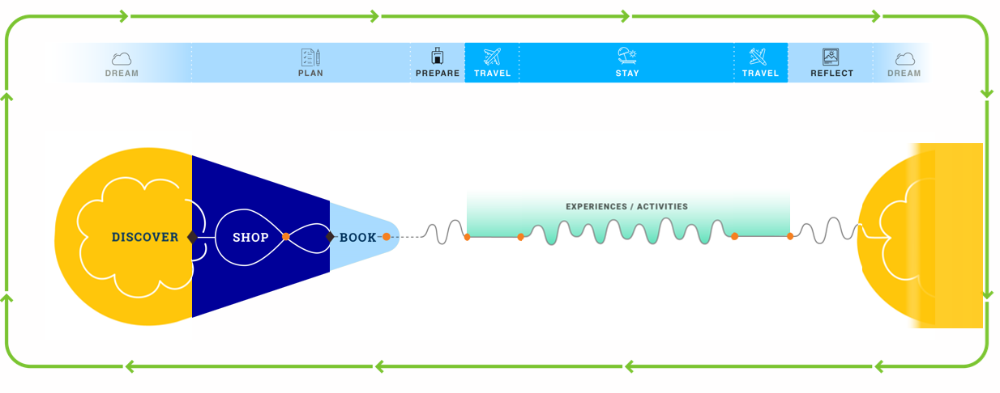 DREAM
PLAN
PREPARE
TRAVEL
STAY
TRAVEL
REFLECT
DREAM
EXPERIENCES / ACTIVITIES
DISCOVER
SHOP
BOOK